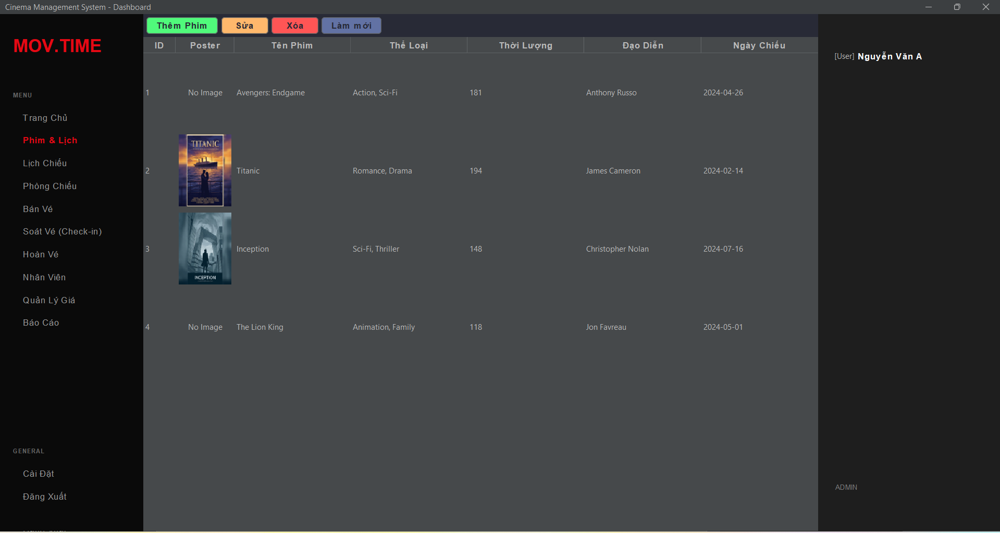 Cinema Management System - Dashboard
MOV.TIME
MENU
Trang Chủ
Phim & Lịch
Lịch Chiếu
Phòng Chiếu
Bán Vé
Soát Vé (Check-in)
Hoàn Vé
Nhân Viên
Quản Lý Giá
Báo Cáo
GENERAL
Cài Đặt
Đăng Xuất
Thêm Phim Sửa Xóa Làm mới
ID Poster Tên Phim Thể Loại Thời Lượng Đạo Diễn Ngày Chiếu
1 No Image Avengers: Endgame Action, Sci-Fi 181 Anthony Russo 2024-04-26
TITANIC
2 Titanic Romance, Drama 194 James Cameron 2024-02-14
3 Inception Sci-Fi, Thriller 148 Christopher Nolan 2024-07-16
INCEPTION
4 No Image The Lion King Animation, Family 118 Jon Favreau 2024-05-01
[User] Nguyễn Văn A
ADMIN